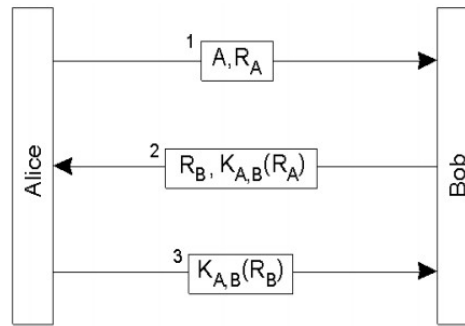 Alice
Bob
1
A, R_A
2
R_B, K_A,B(R_A)
3
K_A,B(R_B)